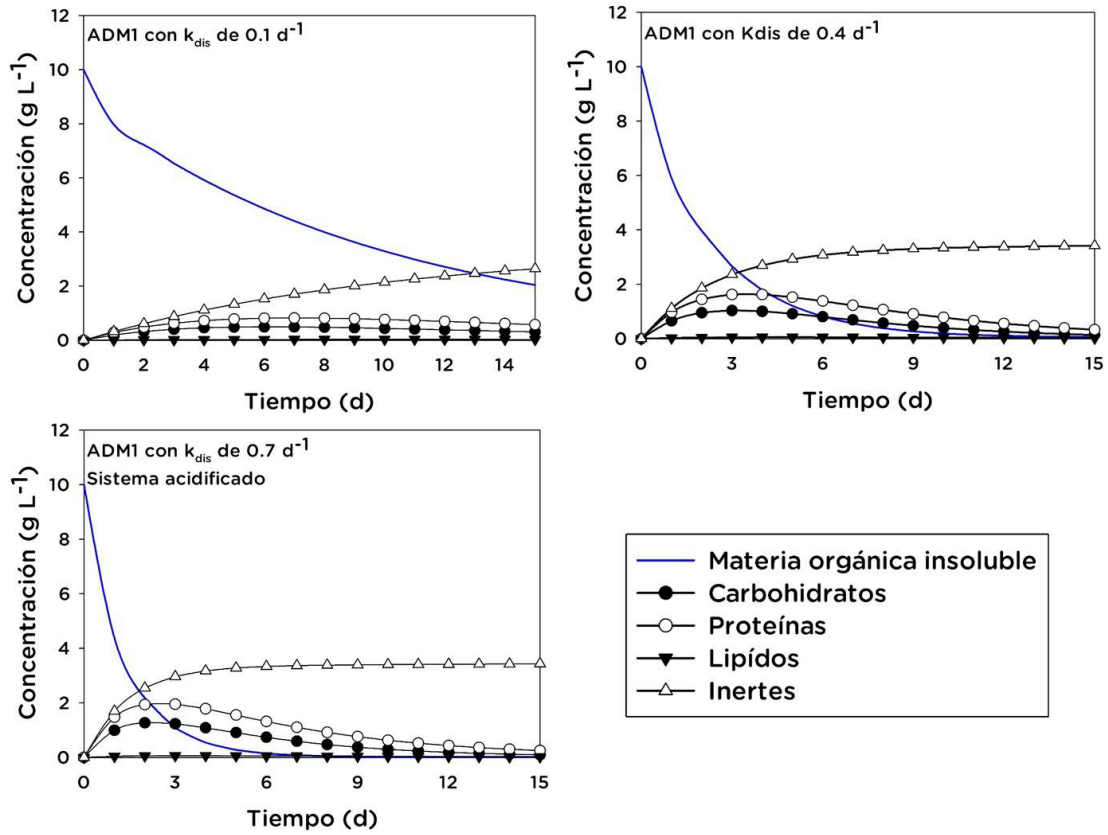 ADM1 con k_dis de 0.1 d⁻¹
Concentración (g L⁻¹)
12
10
8
6
4
2
0
0 2 4 6 8 10 12 14
Tiempo (d)
ADM1 con Kdis de 0.4 d⁻¹
Concentración (g L⁻¹)
12
10
8
6
4
2
0
0 3 6 9 12 15
Tiempo (d)
ADM1 con k_dis de 0.7 d⁻¹
Sistema acidificado
Concentración (g L⁻¹)
12
10
8
6
4
2
0
0 3 6 9 12 15
Tiempo (d)
Materia orgánica insoluble
Carbohidratos
Proteínas
Lipídos
Inertes